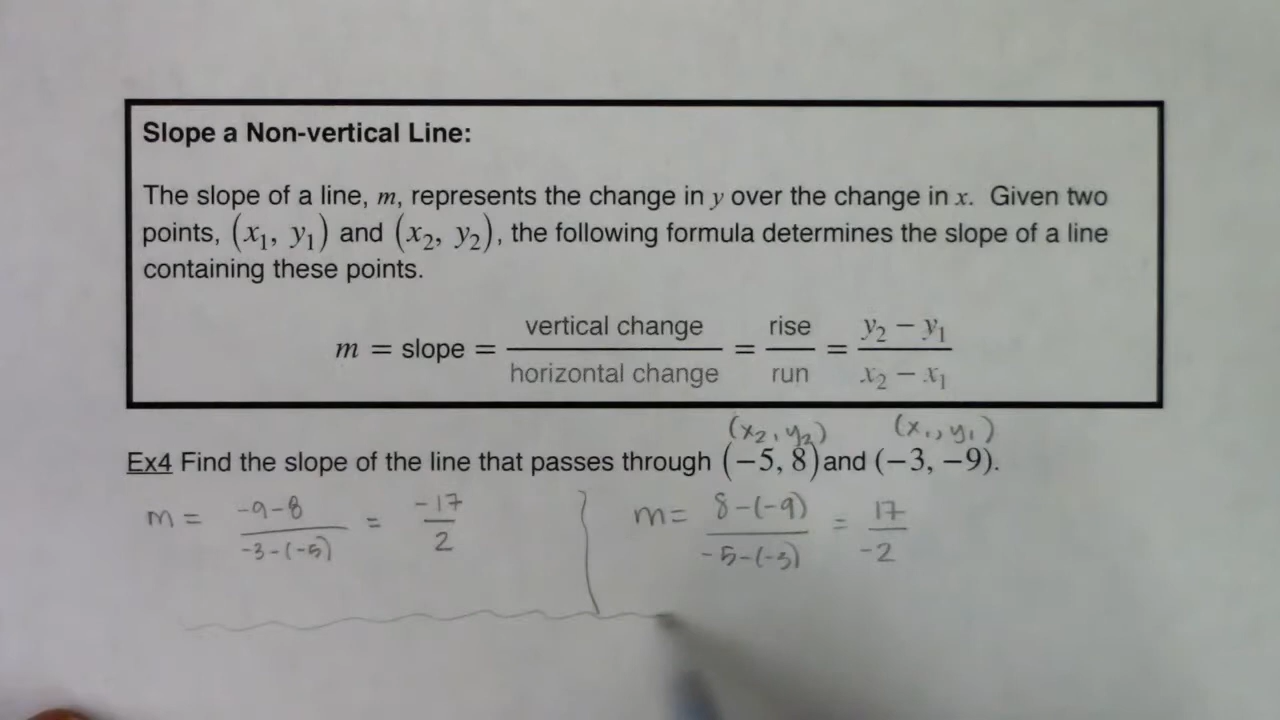 Slope a Non-vertical Line:
The slope of a line, m, represents the change in y over the change in x. Given two
points, (x₁, y₁) and (x₂, y₂), the following formula determines the slope of a line
containing these points.
m = slope = vertical change / horizontal change = rise / run = y₂ − y₁ / x₂ − x₁
(x₂, y₂) (x₁, y₁)
Ex4 Find the slope of the line that passes through (−5, 8) and (−3, −9).
m = -9-8 / -3-(-5) = -17 / 2 m = 8-(-9) / -5-(-3) = 17 / -2